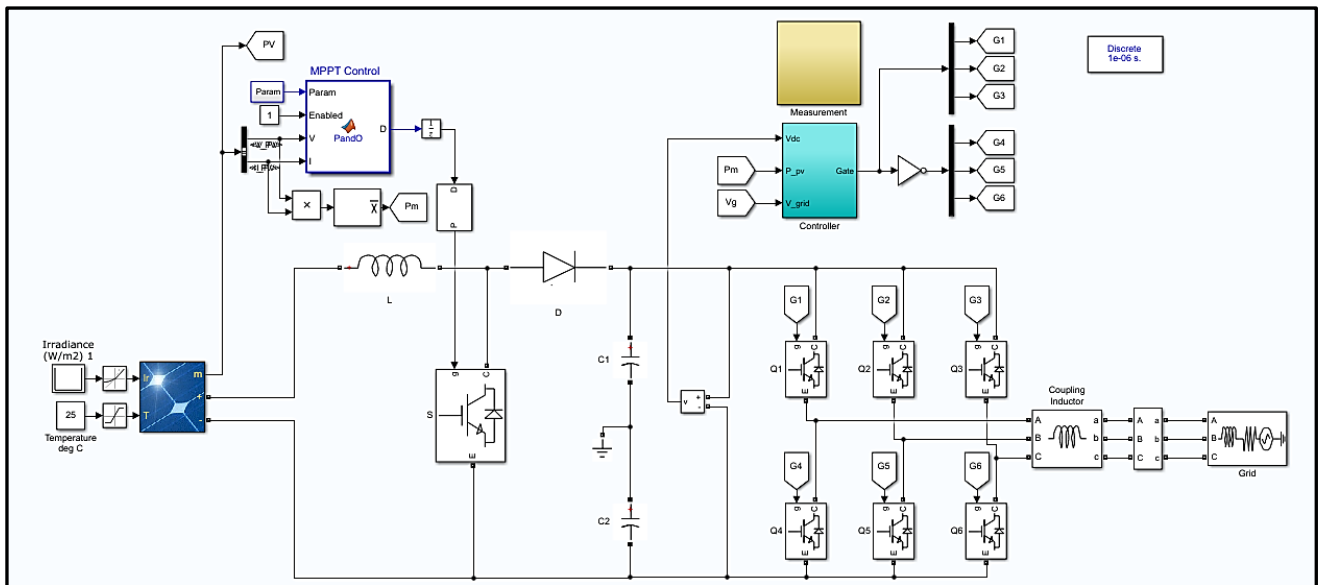 PV
MPPT Control
Param
Param
1
Enabled
V
I
D
PandO
1
z
×
X
Pm
D
P
L
D
Irradiance
(W/m2) 1
25
Temperature
deg C
Ir
T
m
+
-
S
g
C
E
C1
C2
v
+
-
Measurement
Vdc
P_pv
V_grid
Gate
Controller
Pm
Vg
G1
G2
G3
G4
G5
G6
Discrete
1e-06 s.
G1
G2
G3
Q1
g
C
E
Q2
g
C
E
Q3
g
C
E
G4
G5
G6
Q4
g
C
E
Q5
g
C
E
Q6
g
C
E
Coupling
Inductor
A
B
C
a
b
c
A
B
C
a
b
c
A
B
C
Grid